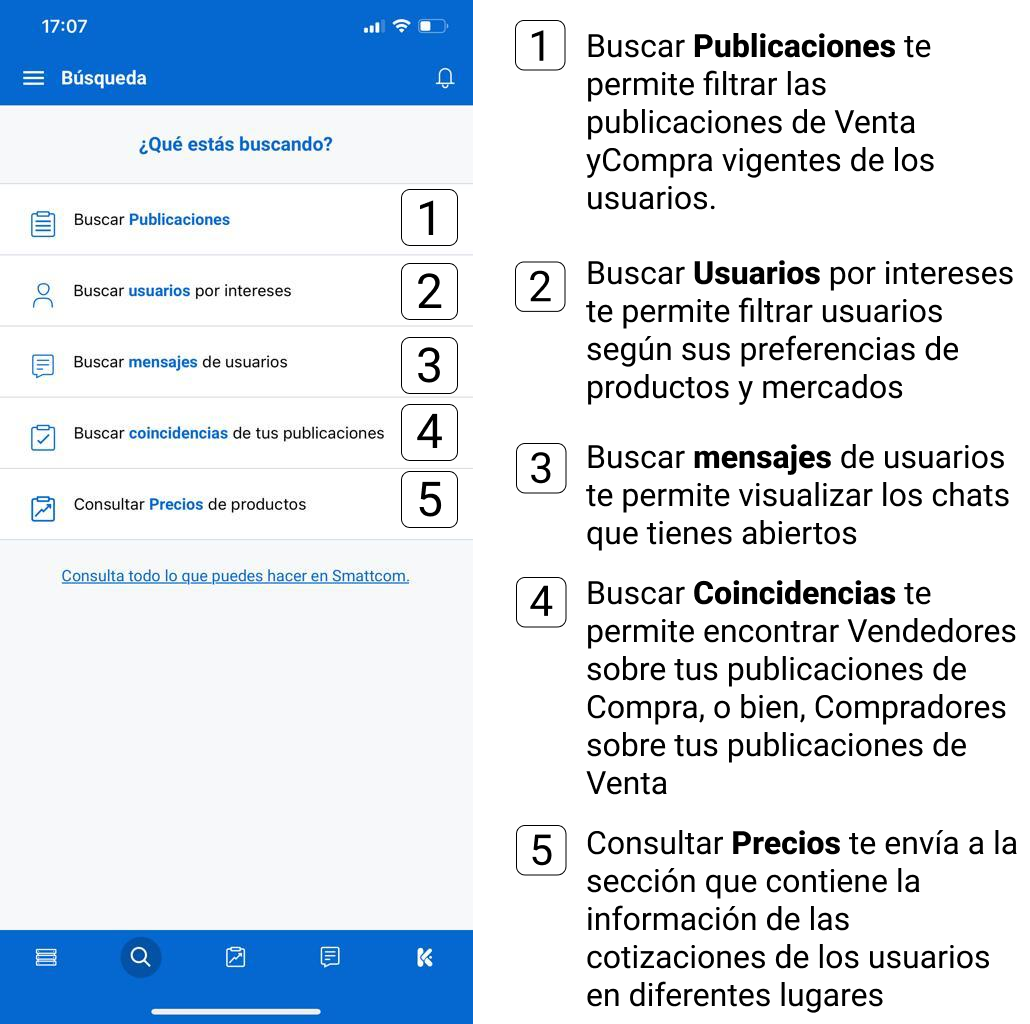 17:07
Búsqueda
¿Qué estás buscando?
Buscar Publicaciones
1
Buscar usuarios por intereses
2
Buscar mensajes de usuarios
3
Buscar coincidencias de tus publicaciones
4
Consultar Precios de productos
5
Consulta todo lo que puedes hacer en Smattcom.
1
Buscar Publicaciones te
permite filtrar las
publicaciones de Venta
yCompra vigentes de los
usuarios.
2
Buscar Usuarios por intereses
te permite filtrar usuarios
según sus preferencias de
productos y mercados
3
Buscar mensajes de usuarios
te permite visualizar los chats
que tienes abiertos
4
Buscar Coincidencias te
permite encontrar Vendedores
sobre tus publicaciones de
Compra, o bien, Compradores
sobre tus publicaciones de
Venta
5
Consultar Precios te envía a la
sección que contiene la
información de las
cotizaciones de los usuarios
en diferentes lugares